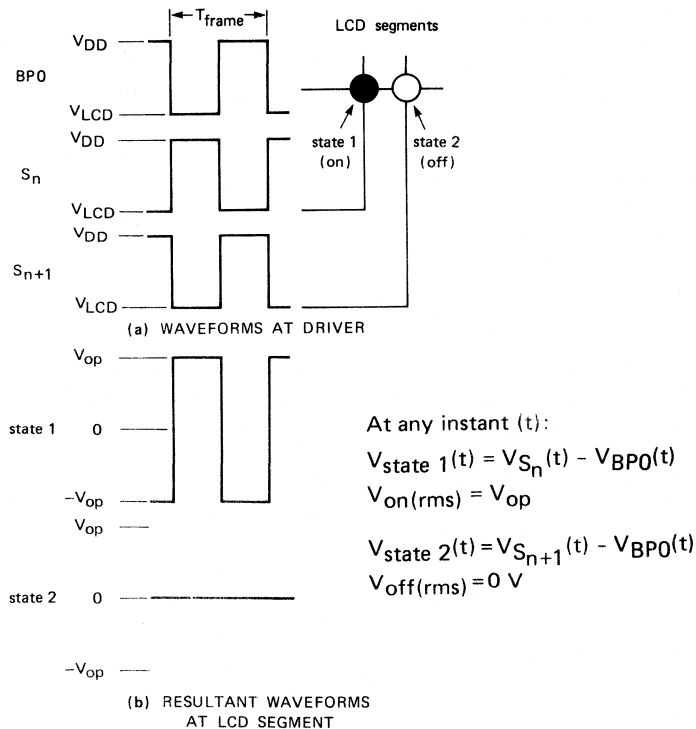 Tframe
LCD segments
VDD
BP0
VLCD
VDD
state 1
(on)
state 2
(off)
Sn
VLCD
VDD
Sn+1
VLCD
(a) WAVEFORMS AT DRIVER
Vop
state 1 0
-Vop
Vop
state 2 0
-Vop
At any instant (t):
Vstate 1(t) = VSn(t) - VBP0(t)
Von(rms) = Vop
Vstate 2(t)=VSn+1(t) - VBP0(t)
Voff(rms)=0 V
(b) RESULTANT WAVEFORMS
AT LCD SEGMENT